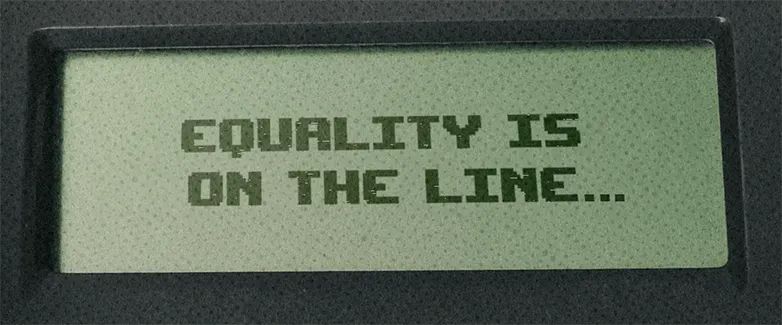 EQUALITY IS
ON THE LINE...